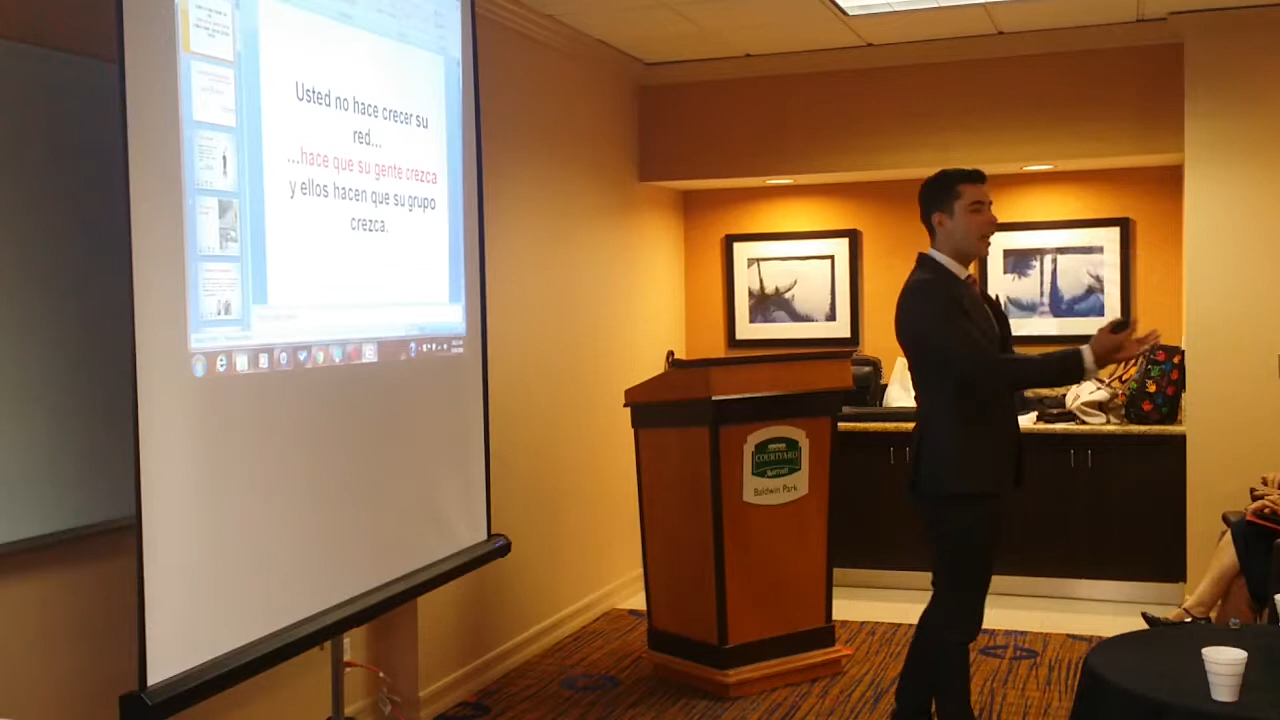 Usted no hace crecer su
red...
...hace que su gente crezca
y ellos hacen que su grupo
crezca.
COURTYARD
Marriott
Baldwin Park